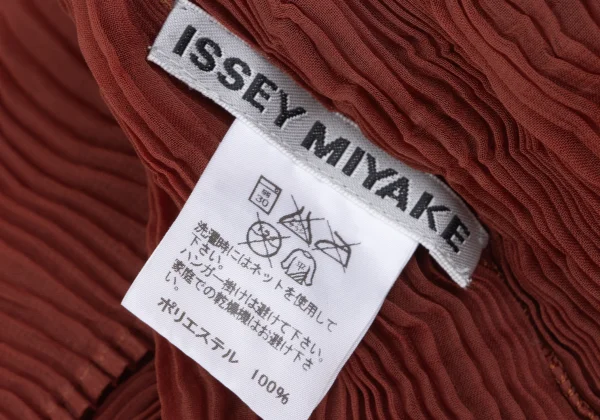 ISSEY MIYAKE
弱
30
洗濯時にはネットを使用して
下さい。
ハンガー掛けは避けて下さい。
家庭での乾燥機はお避け下さ
い。
ポリエステル 100%